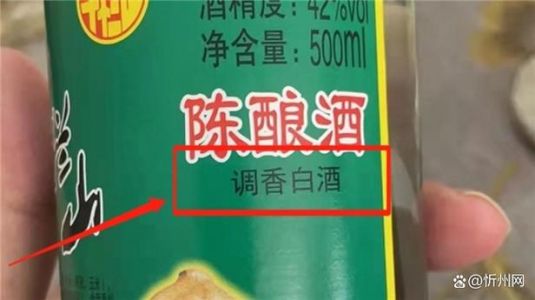 酒精度：42%vol
净含量：500ml
陈酿酒
调香白酒
山
忻州网